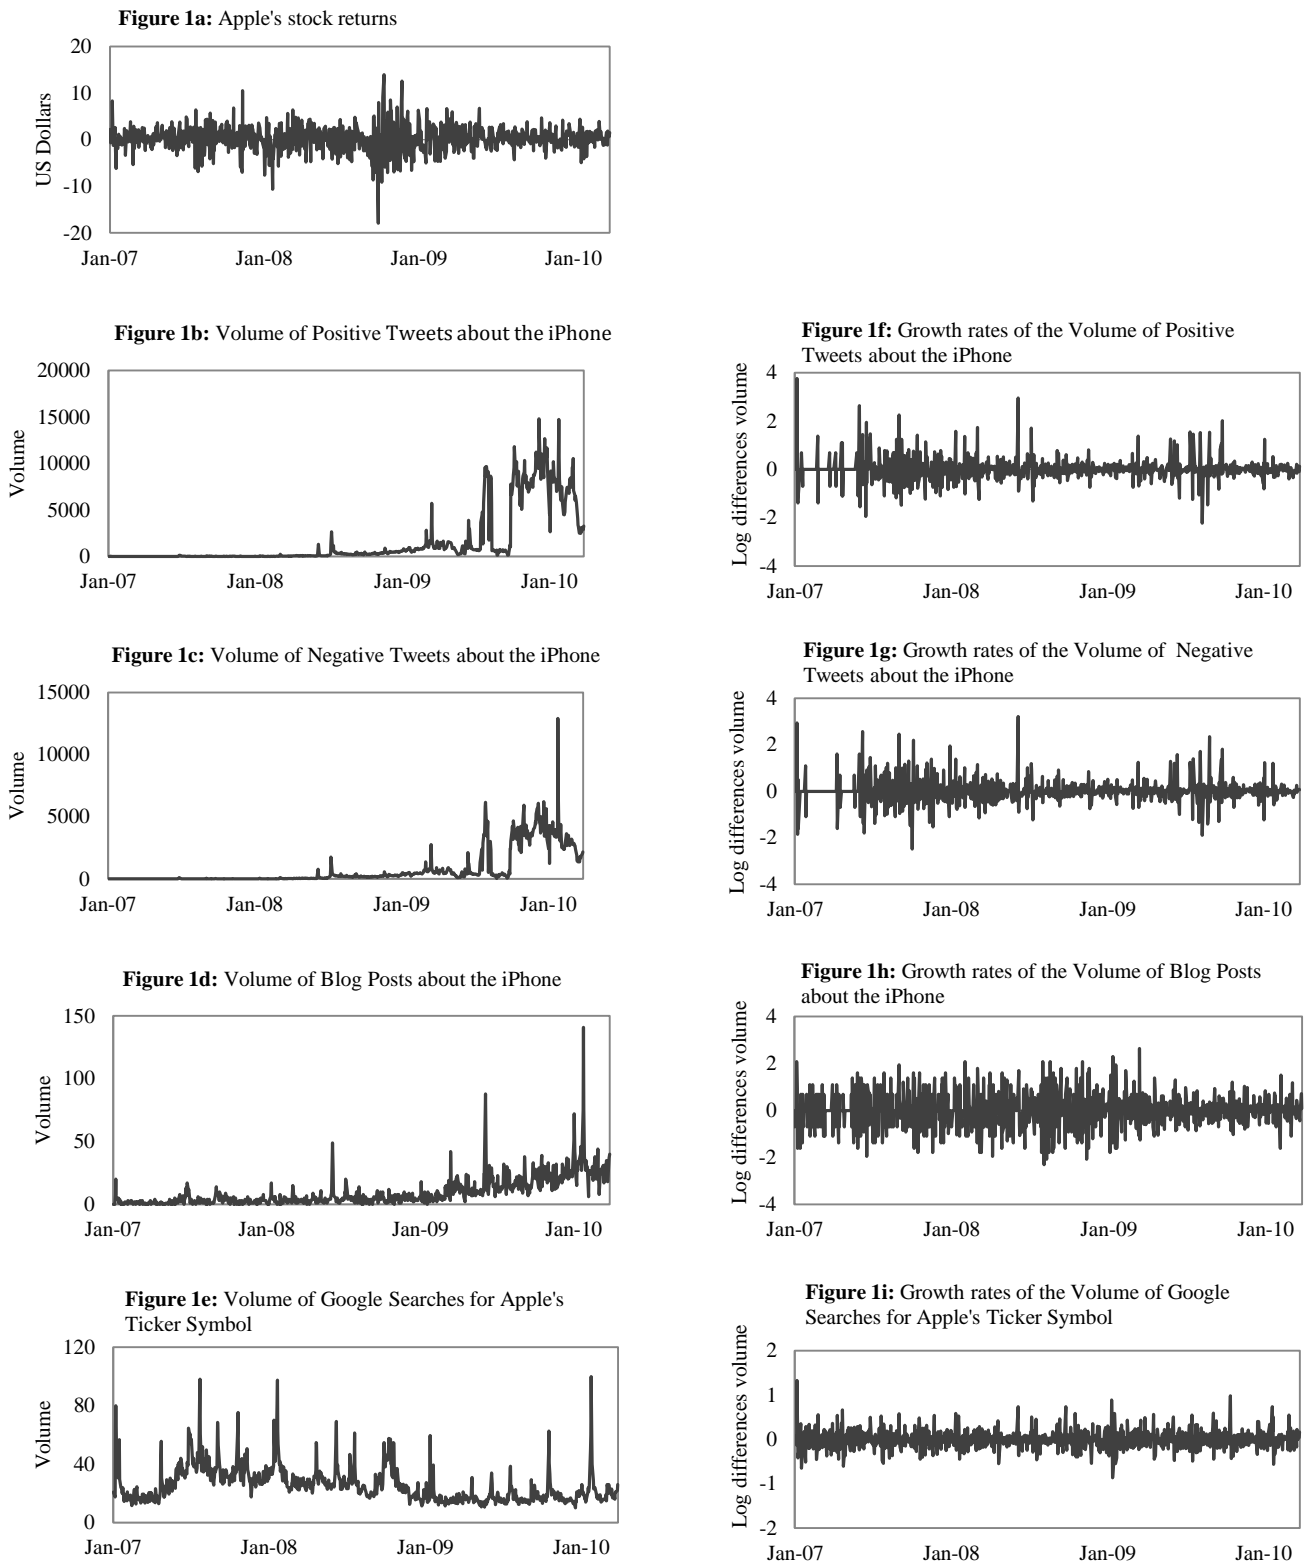 Figure 1a: Apple's stock returns
US Dollars
20
10
0
-10
-20
Jan-07 Jan-08 Jan-09 Jan-10
Figure 1b: Volume of Positive Tweets about the iPhone
Volume
20000
15000
10000
5000
0
Jan-07 Jan-08 Jan-09 Jan-10
Figure 1f: Growth rates of the Volume of Positive
Tweets about the iPhone
Log differences volume
4
2
0
-2
-4
Jan-07 Jan-08 Jan-09 Jan-10
Figure 1c: Volume of Negative Tweets about the iPhone
Volume
15000
10000
5000
0
Jan-07 Jan-08 Jan-09 Jan-10
Figure 1g: Growth rates of the Volume of Negative
Tweets about the iPhone
Log differences volume
4
2
0
-2
-4
Jan-07 Jan-08 Jan-09 Jan-10
Figure 1d: Volume of Blog Posts about the iPhone
Volume
150
100
50
0
Jan-07 Jan-08 Jan-09 Jan-10
Figure 1h: Growth rates of the Volume of Blog Posts
about the iPhone
Log differences volume
4
2
0
-2
-4
Jan-07 Jan-08 Jan-09 Jan-10
Figure 1e: Volume of Google Searches for Apple's
Ticker Symbol
Volume
120
80
40
0
Jan-07 Jan-08 Jan-09 Jan-10
Figure 1i: Growth rates of the Volume of Google
Searches for Apple's Ticker Symbol
Log differences volume
2
1
0
-1
-2
Jan-07 Jan-08 Jan-09 Jan-10